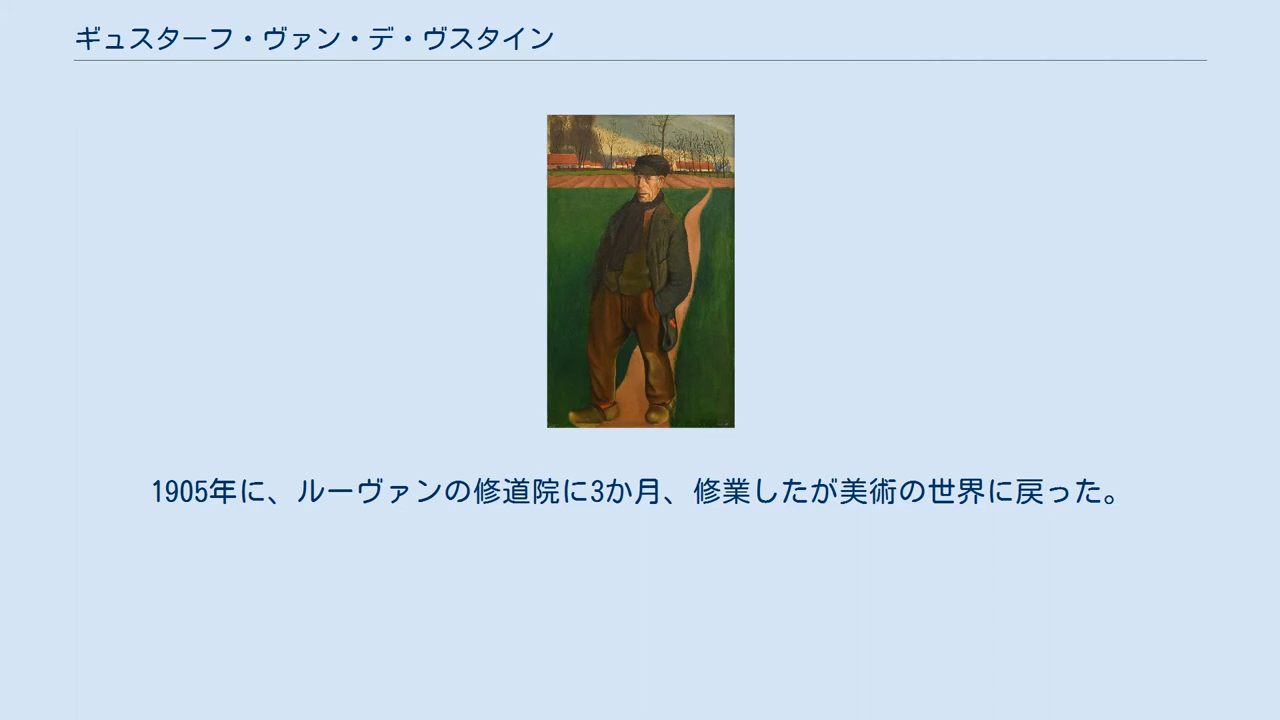 ギュスターフ・ヴァン・デ・ヴスタイン
1905年に、ルーヴァンの修道院に3か月、修業したが美術の世界に戻った。